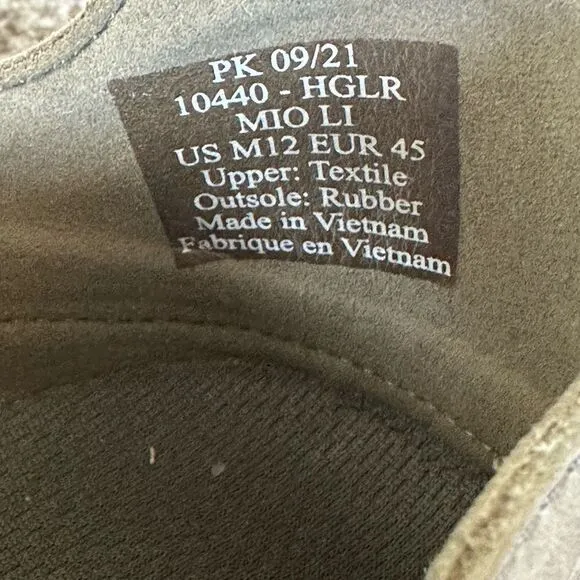 PK 09/21
10440 - HGLR
MIO LI
US M12 EUR 45
Upper: Textile
Outsole: Rubber
Made in Vietnam
Fabrique en Vietnam